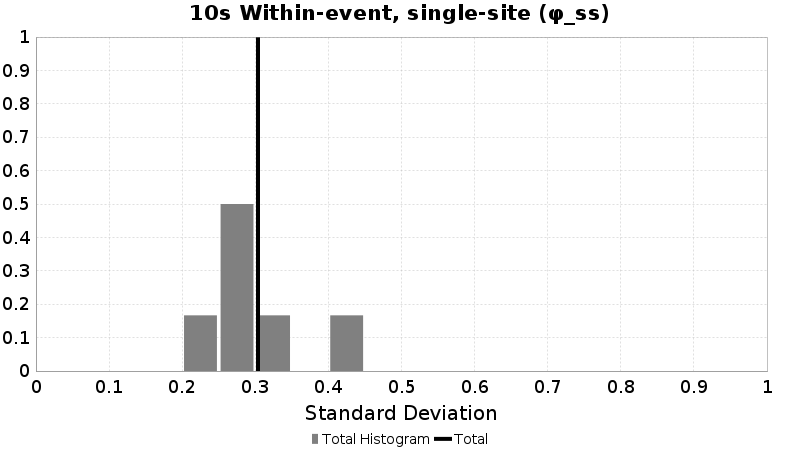 10s Within-event, single-site (φ_ss)
1
0.9
0.8
0.7
0.6
0.5
0.4
0.3
0.2
0.1
0
0 0.1 0.2 0.3 0.4 0.5 0.6 0.7 0.8 0.9 1
Standard Deviation
Total Histogram Total